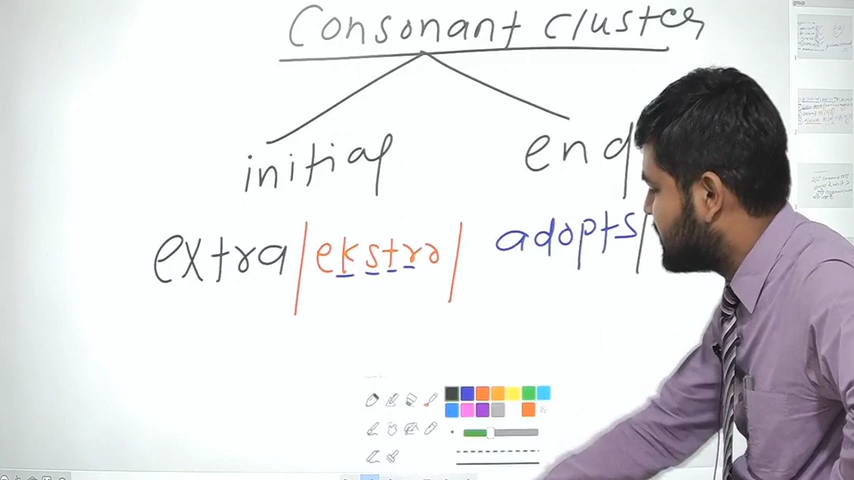 Consonant cluster
initial end
extra/ekstrə/ adopts/